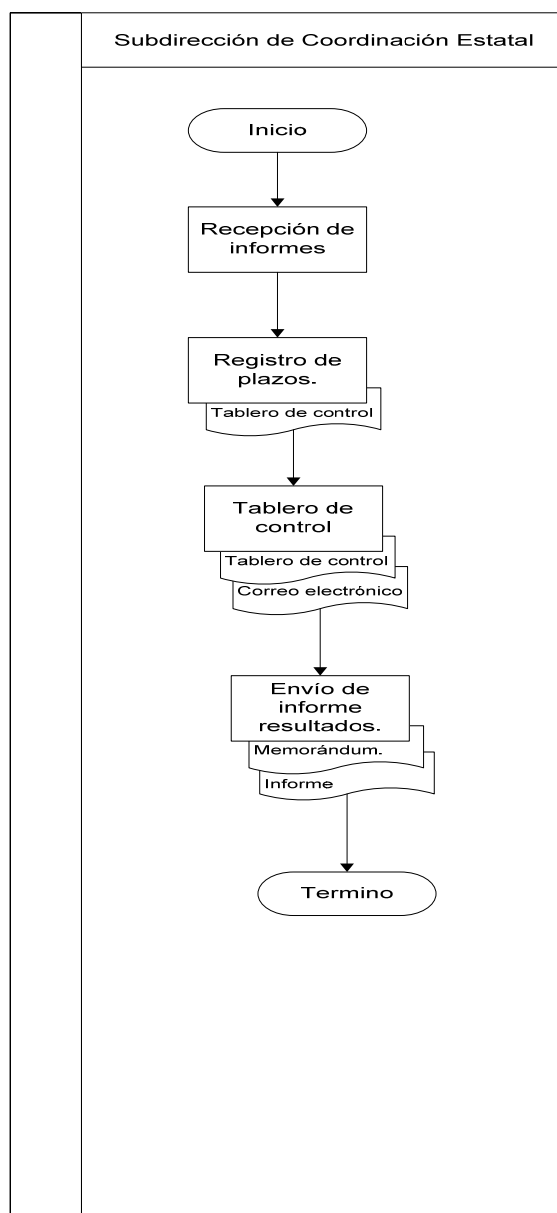 Subdirección de Coordinación Estatal
Inicio
Recepción de
informes
Registro de
plazos.
Tablero de control
Tablero de
control
Tablero de control
Correo electrónico
Envío de
informe
resultados.
Memorándum.
Informe
Termino